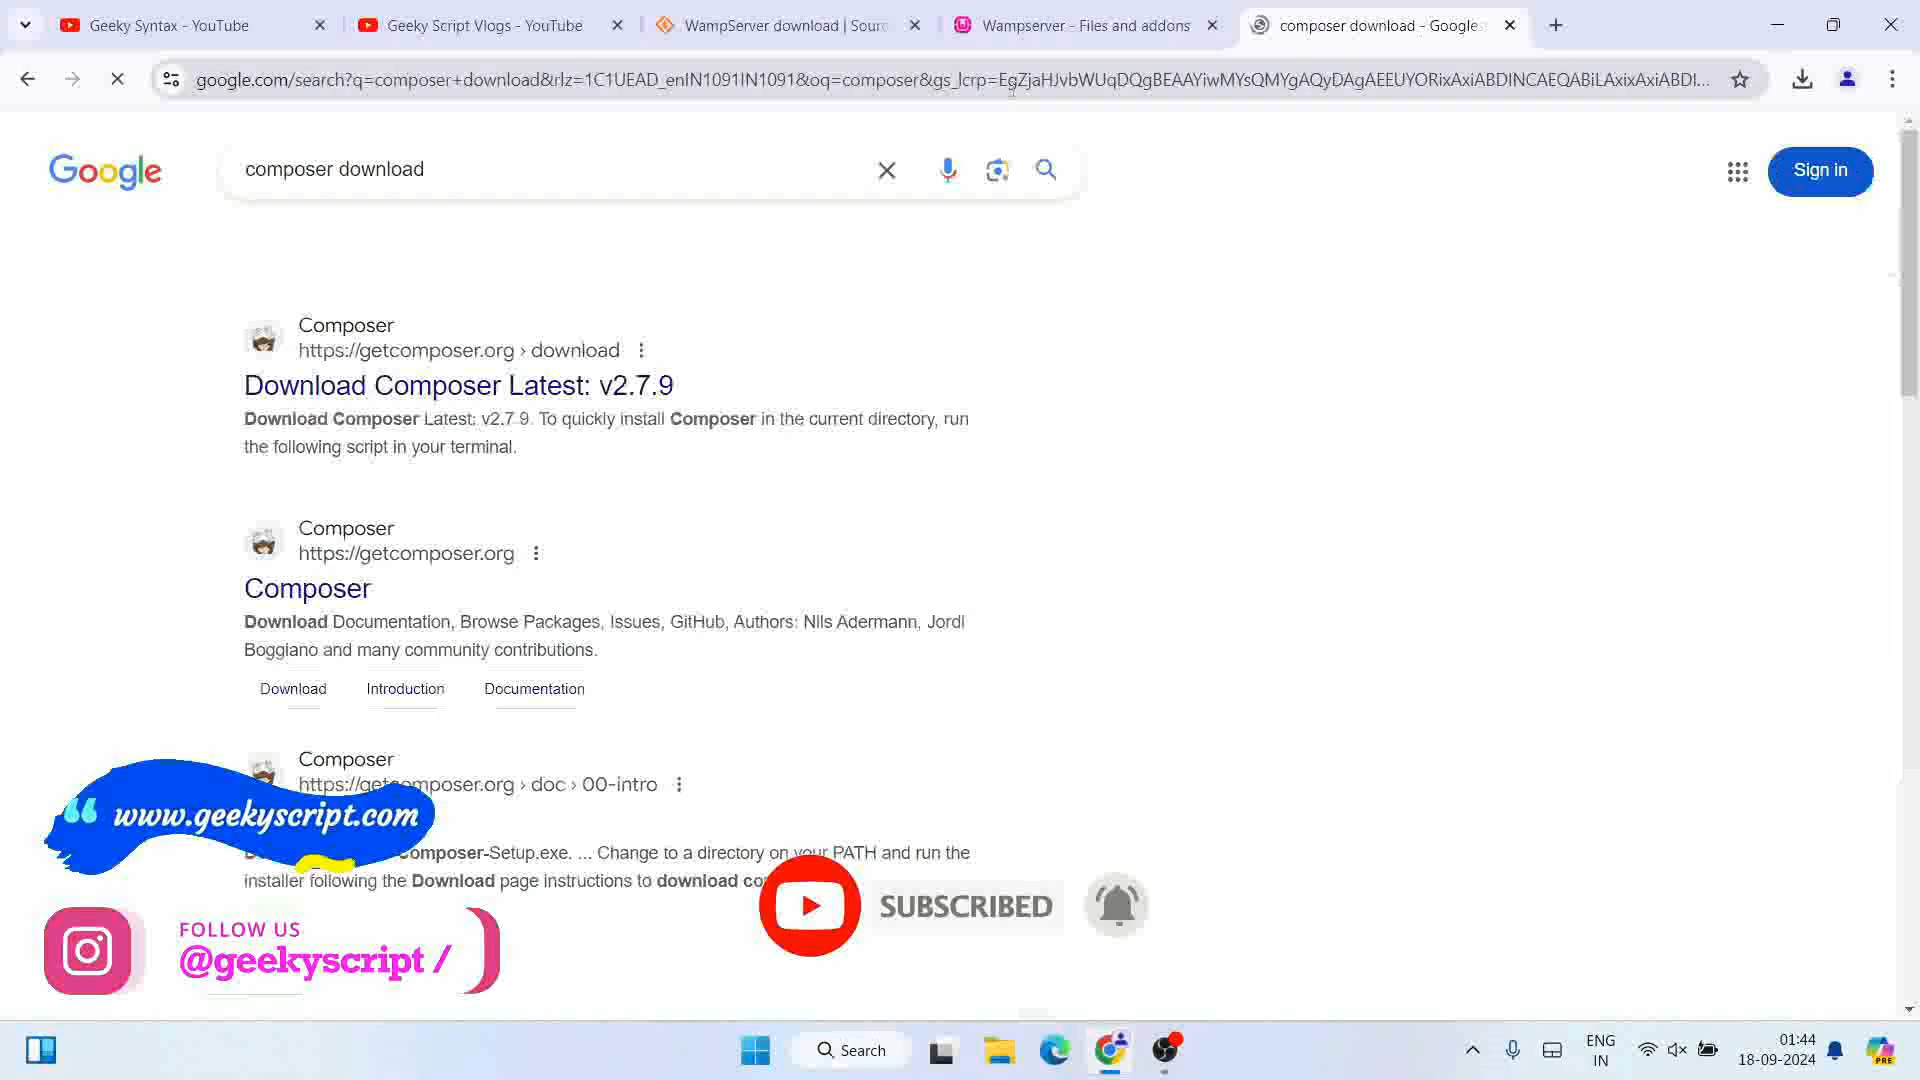 Geeky Syntax - YouTube
Geeky Script Vlogs - YouTube
WampServer download | Sourc
Wampserver - Files and addons
composer download - Google
google.com/search?q=composer+download&rlz=1C1UEAD_enIN1091IN1091&oq=composer&gs_lcrp=EgZjaHJvbWUqDQgBEAAYiwMYsQMYgAQyDAgAEEUYORixAxiABDINCAEQABiLAxixAxiABDI...
Google
composer download
Sign in
Composer
https://getcomposer.org › download
Download Composer Latest: v2.7.9
Download Composer Latest: v2.7.9. To quickly install Composer in the current directory, run
the following script in your terminal.
Composer
https://getcomposer.org
Composer
Download Documentation, Browse Packages, Issues, GitHub, Authors: Nils Adermann, Jordi
Boggiano and many community contributions.
Download
Introduction
Documentation
Composer
https://getcomposer.org › doc › 00-intro
www.geekyscript.com
Composer-Setup.exe. ... Change to a directory on your PATH and run the
installer following the Download page instructions to download co
SUBSCRIBED
FOLLOW US
@geekyscript /
Search
ENG
IN
01:44
18-09-2024
PRE